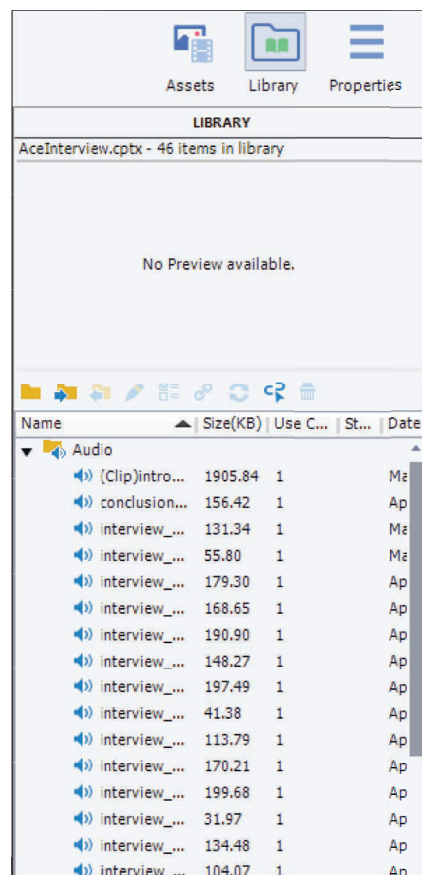 Assets Library Properties
LIBRARY
AceInterview.cptx - 46 items in library
No Preview available.
Name Size(KB) Use C... St... Date
Audio
(Clip)intro... 1905.84 1 Ma
conclusion... 156.42 1 Ap
interview_... 131.34 1 Ma
interview_... 55.80 1 Ma
interview_... 179.30 1 Ap
interview_... 168.65 1 Ap
interview_... 190.90 1 Ap
interview_... 148.27 1 Ap
interview_... 197.49 1 Ap
interview_... 41.38 1 Ap
interview_... 113.79 1 Ap
interview_... 170.21 1 Ap
interview_... 199.68 1 Ap
interview_... 31.97 1 Ap
interview_... 134.48 1 Ap
interview_... 104.07 1 Ap